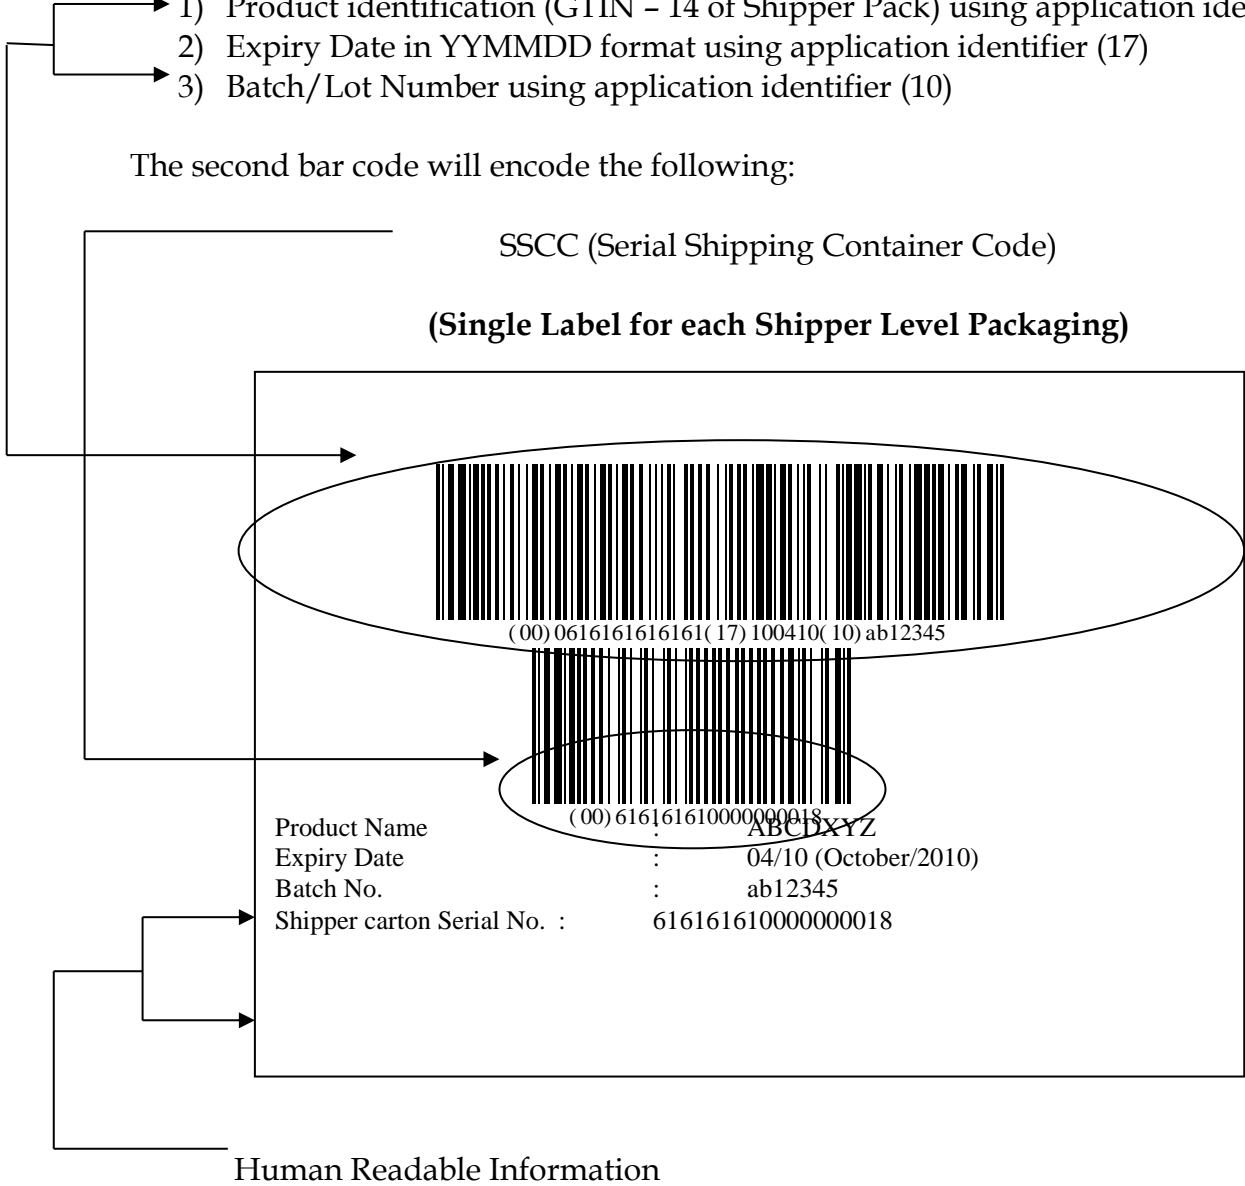 1) Product identification (GTIN – 14 of Shipper Pack) using application ide
2) Expiry Date in YYMMDD format using application identifier (17)
3) Batch/Lot Number using application identifier (10)
The second bar code will encode the following:
SSCC (Serial Shipping Container Code)
(Single Label for each Shipper Level Packaging)
(00)0616161616161(17)100410(10)ab12345
(00)616161610000000018
Product Name : ABCDXYZ
Expiry Date : 04/10 (October/2010)
Batch No. : ab12345
Shipper carton Serial No. : 616161610000000018
Human Readable Information